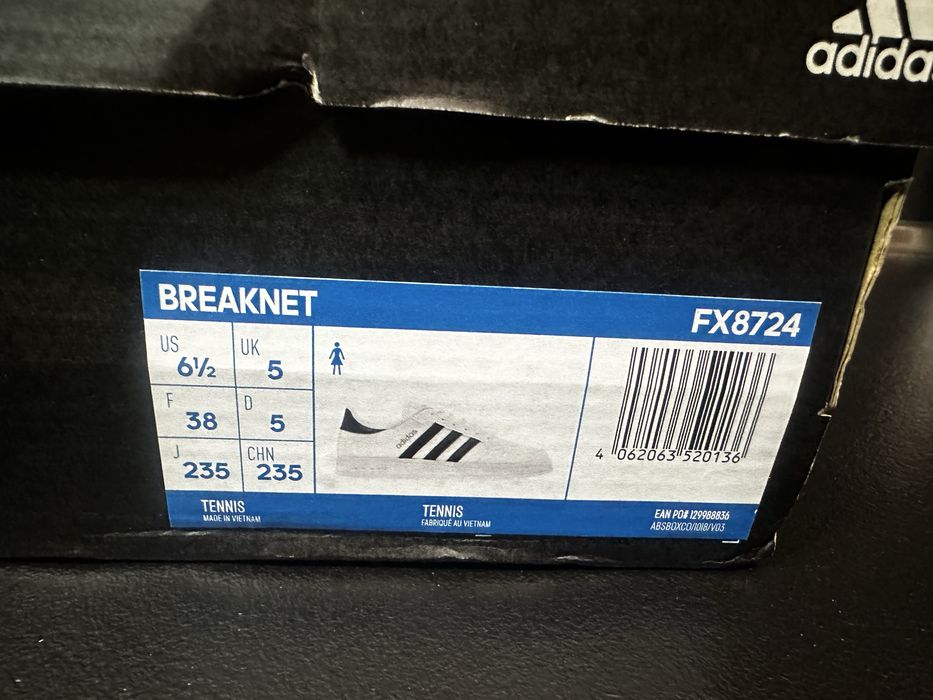 adidas
BREAKNET
FX8724
US 6½
UK 5
F 38
D 5
J 235
CHN 235
adidas
4 062063 520136
TENNIS
MADE IN VIETNAM
TENNIS
FABRIQUÉ AU VIETNAM
EAN PO# 129988836
ABSBOXCO/1018/V03